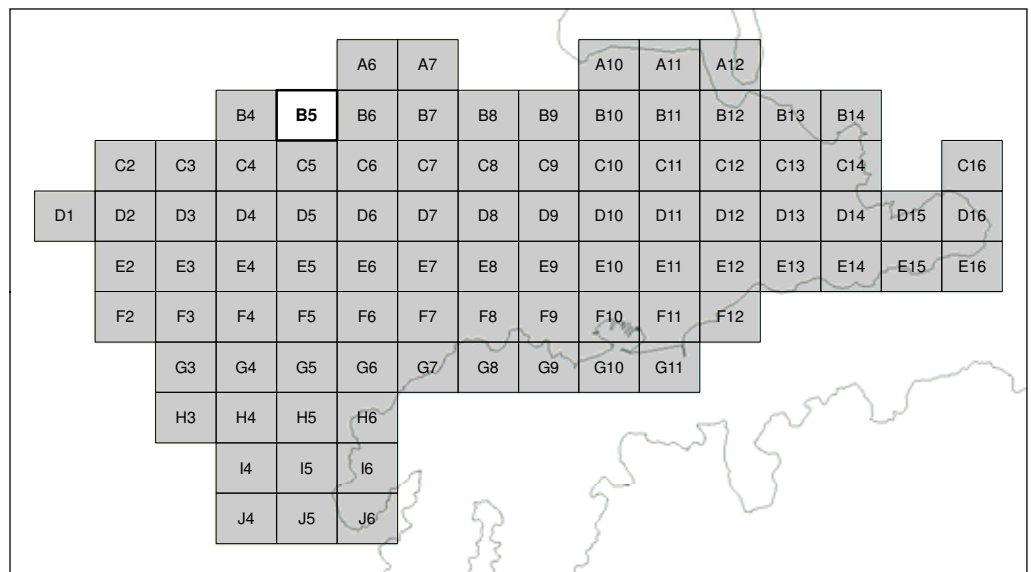 A6 A7 A10 A11 A12
B4 B5 B6 B7 B8 B9 B10 B11 B12 B13 B14
C2 C3 C4 C5 C6 C7 C8 C9 C10 C11 C12 C13 C14 C16
D1 D2 D3 D4 D5 D6 D7 D8 D9 D10 D11 D12 D13 D14 D15 D16
E2 E3 E4 E5 E6 E7 E8 E9 E10 E11 E12 E13 E14 E15 E16
F2 F3 F4 F5 F6 F7 F8 F9 F10 F11 F12
G3 G4 G5 G6 G7 G8 G9 G10 G11
H3 H4 H5 H6
I4 I5 I6
J4 J5 J6